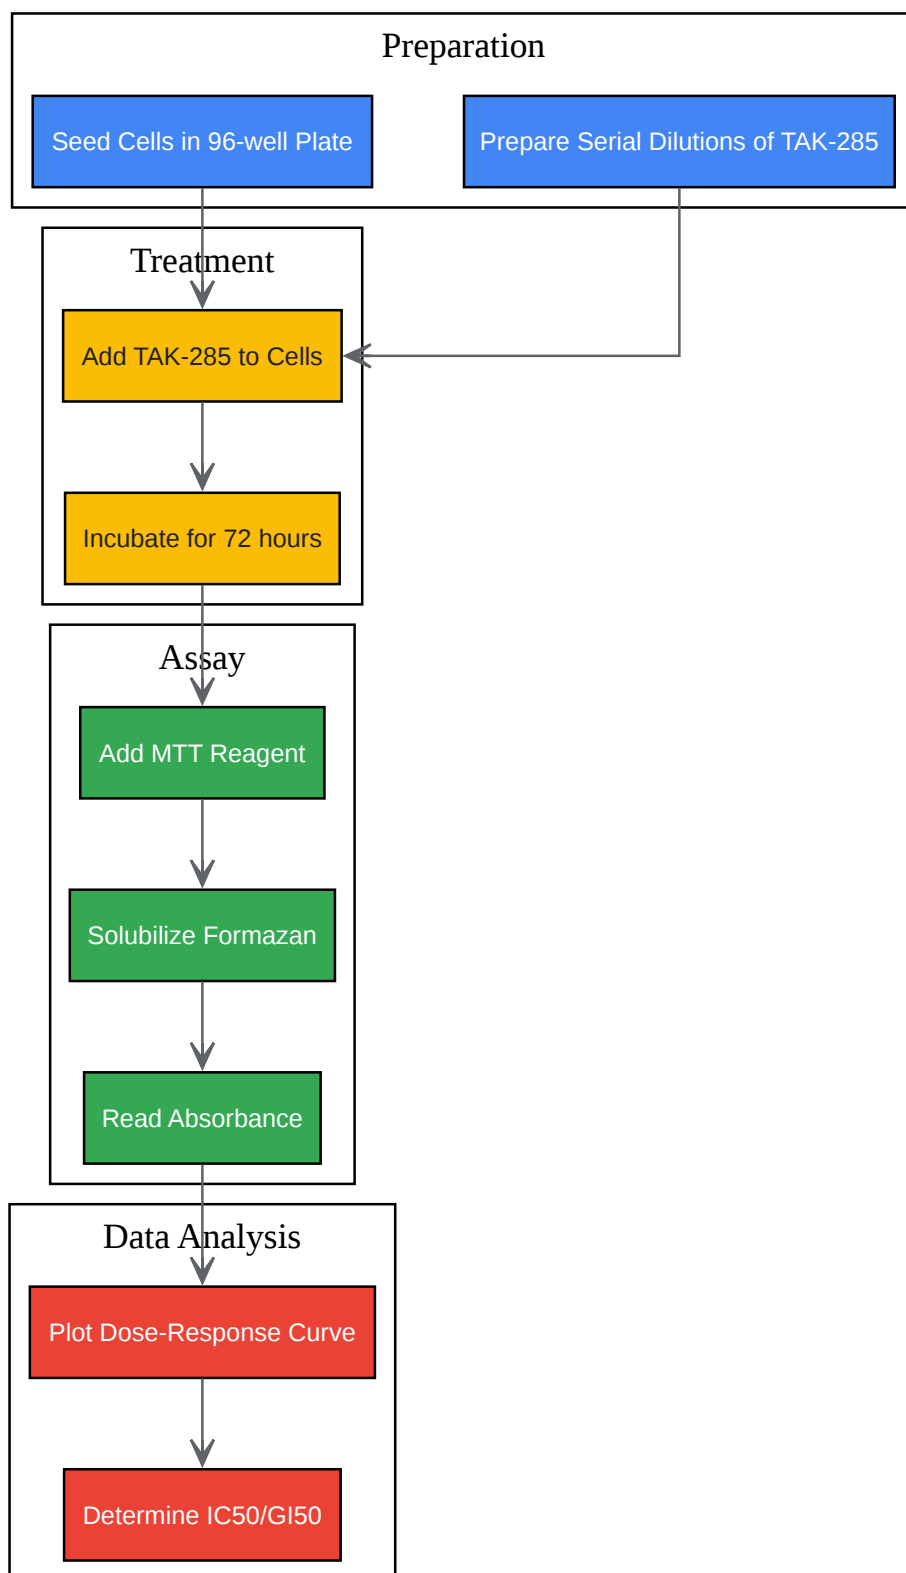 Preparation
Seed Cells in 96-well Plate
Prepare Serial Dilutions of TAK-285
Treatment
Add TAK-285 to Cells
Incubate for 72 hours
Assay
Add MTT Reagent
Solubilize Formazan
Read Absorbance
Data Analysis
Plot Dose-Response Curve
Determine IC50/GI50